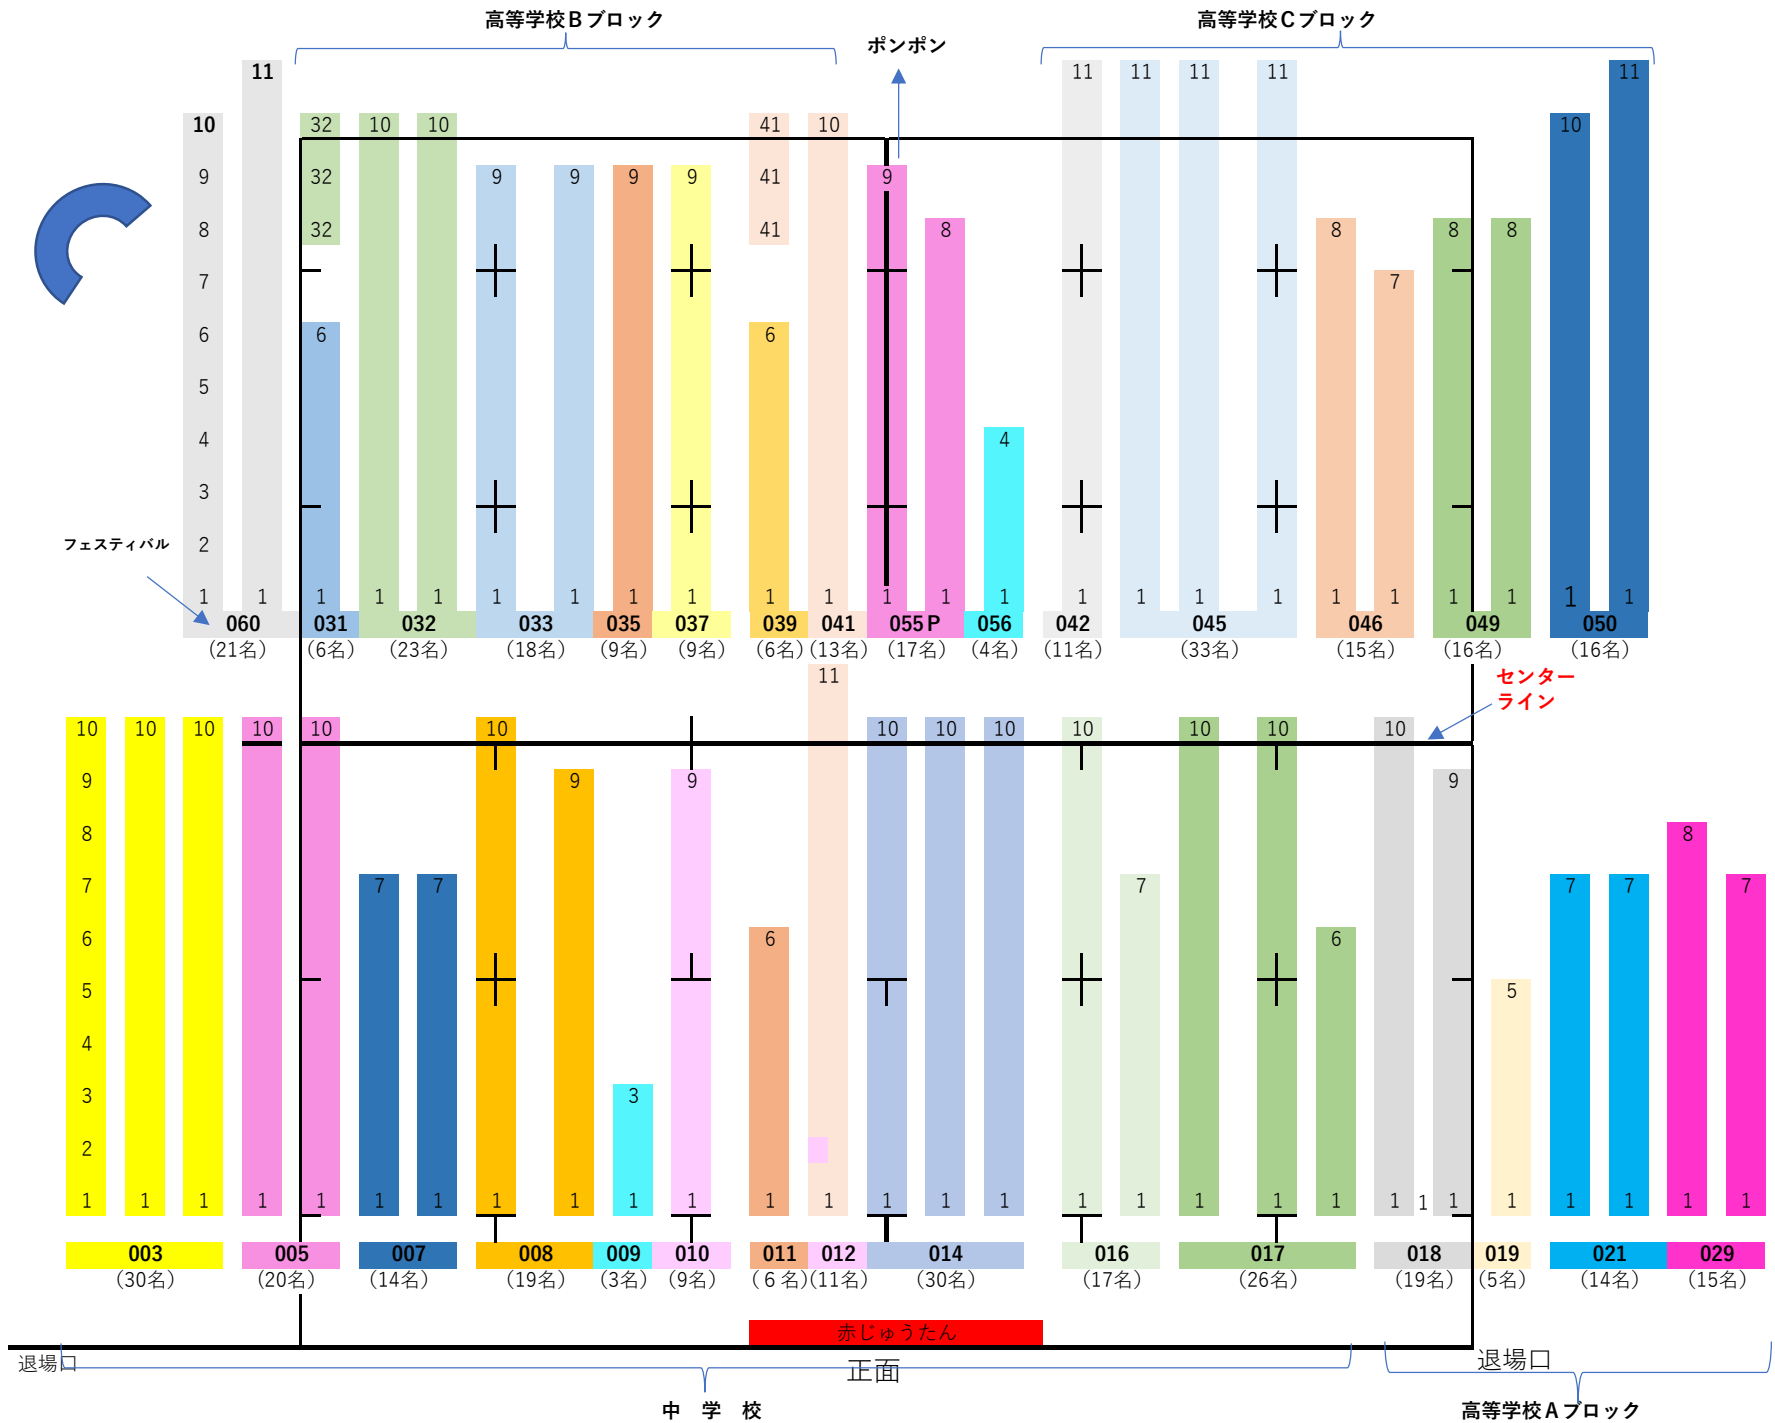 高等学校Ｂブロック 高等学校Ｃブロック
ポンポン
11 11 11 11 11 11
10 32 10 10 41 10 10
9 32 9 9 9 9 41 9
8 32 41 8 8 8 8
7 7
6 6 6
5
4 4
3
フェスティバル 2
1 1 1 1 1 1 1 1 1 1 1 1 1 1 1 1 1 1 1 1 1 1 1 1
060 031 032 033 035 037 039 041 055Ｐ 056 042 045 046 049 050
（21名） （6名） （23名） （18名） （9名） （9名） （6名） （13名） （17名） （4名） （11名） （33名） （15名） （16名） （16名）
11 センター
ライン
10 10 10 10 10 10 10 10 10 10 10 10 10
9 9 9 9
8 8
7 7 7 7 7 7 7
6 6 6
5 5
4
3 3
2
1 1 1 1 1 1 1 1 1 1 1 1 1 1 1 1 1 1 1 1 1 1 1 1 1 1 1 1 1 1
003 005 007 008 009 010 011 012 014 016 017 018 019 021 029
（30名） （20名） （14名） （19名） （3名） （9名） （ 6 名） （11名） （30名） （17名） （26名） （19名） （5名） （14名） （15名）
赤じゅうたん
退場口 正面 退場口
中　学　校 高等学校Ａブロック